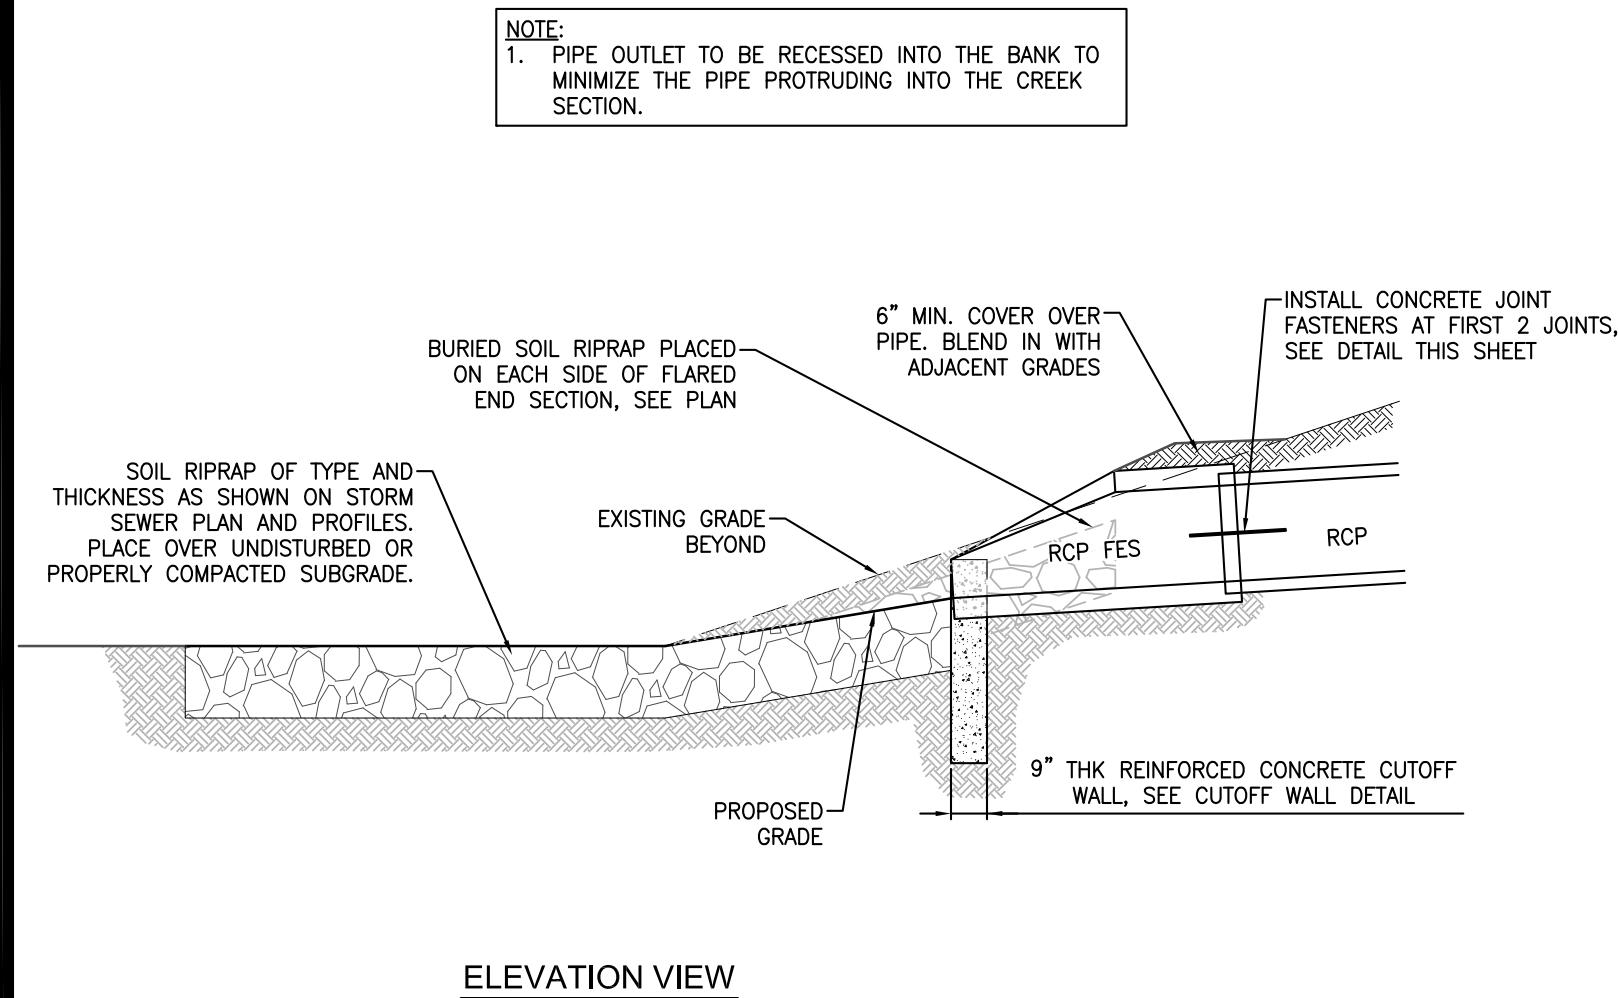 NOTE:
1. PIPE OUTLET TO BE RECESSED INTO THE BANK TO
MINIMIZE THE PIPE PROTRUDING INTO THE CREEK
SECTION.
INSTALL CONCRETE JOINT
FASTENERS AT FIRST 2 JOINTS,
SEE DETAIL THIS SHEET
6" MIN. COVER OVER
PIPE. BLEND IN WITH
ADJACENT GRADES
BURIED SOIL RIPRAP PLACED
ON EACH SIDE OF FLARED
END SECTION, SEE PLAN
SOIL RIPRAP OF TYPE AND
THICKNESS AS SHOWN ON STORM
SEWER PLAN AND PROFILES.
PLACE OVER UNDISTURBED OR
PROPERLY COMPACTED SUBGRADE.
EXISTING GRADE
BEYOND
RCP FES
RCP
9" THK REINFORCED CONCRETE CUTOFF
WALL, SEE CUTOFF WALL DETAIL
PROPOSED
GRADE
ELEVATION VIEW